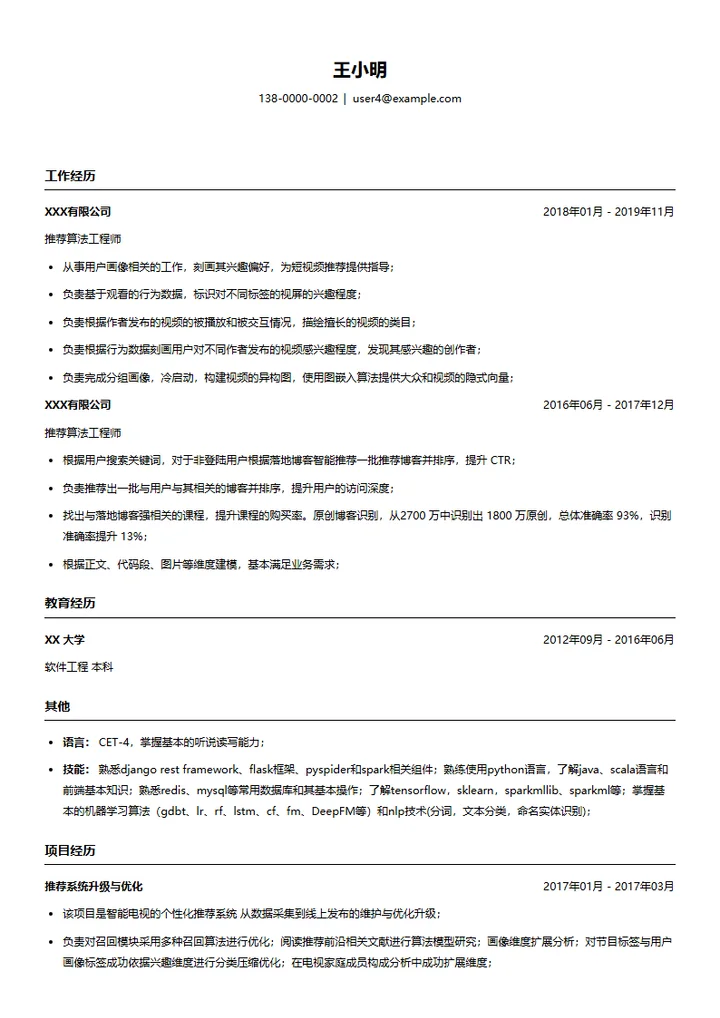 王小明
138-0000-0002 | user4@example.com
工作经历
XXX有限公司 2018年01月 - 2019年11月
推荐算法工程师
• 从事用户画像相关的工作，刻画其兴趣偏好，为短视频推荐提供指导；
• 负责基于观看的行为数据，标识对不同标签的视屏的兴趣程度；
• 负责根据作者发布的视频的被播放和被交互情况，描绘擅长的视频的类目；
• 负责根据行为数据刻画用户对不同作者发布的视频感兴趣程度，发现其感兴趣的创作者；
• 负责完成分组画像，冷启动，构建视频的异构图，使用图嵌入算法提供大众和视频的隐式向量；
XXX有限公司 2016年06月 - 2017年12月
推荐算法工程师
• 根据用户搜索关键词，对于非登陆用户根据落地博客智能推荐一批推荐博客并排序，提升 CTR；
• 负责推荐出一批与用户与其相关的博客并排序，提升用户的访问深度；
• 找出与落地博客强相关的课程，提升课程的购买率。原创博客识别，从2700 万中识别出 1800 万原创，总体准确率 93%，识别
准确率提升 13%；
• 根据正文、代码段、图片等维度建模，基本满足业务需求；
教育经历
XX 大学 2012年09月 - 2016年06月
软件工程 本科
其他
• 语言： CET-4，掌握基本的听说读写能力；
• 技能： 熟悉django rest framework、flask框架、pyspider和spark相关组件；熟练使用python语言，了解java、scala语言和
前端基本知识；熟悉redis、mysql等常用数据库和其基本操作；了解tensorflow，sklearn，sparkmllib、sparkml等；掌握基
本的机器学习算法（gdbt、lr、rf、lstm、cf、fm、DeepFM等）和nlp技术(分词，文本分类，命名实体识别)；
项目经历
推荐系统升级与优化 2017年01月 - 2017年03月
• 该项目是智能电视的个性化推荐系统 从数据采集到线上发布的维护与优化升级；
• 负责对召回模块采用多种召回算法进行优化；阅读推荐前沿相关文献进行算法模型研究；画像维度扩展分析；对节目标签与用户
画像标签成功依据兴趣维度进行分类压缩优化；在电视家庭成员构成分析中成功扩展维度；